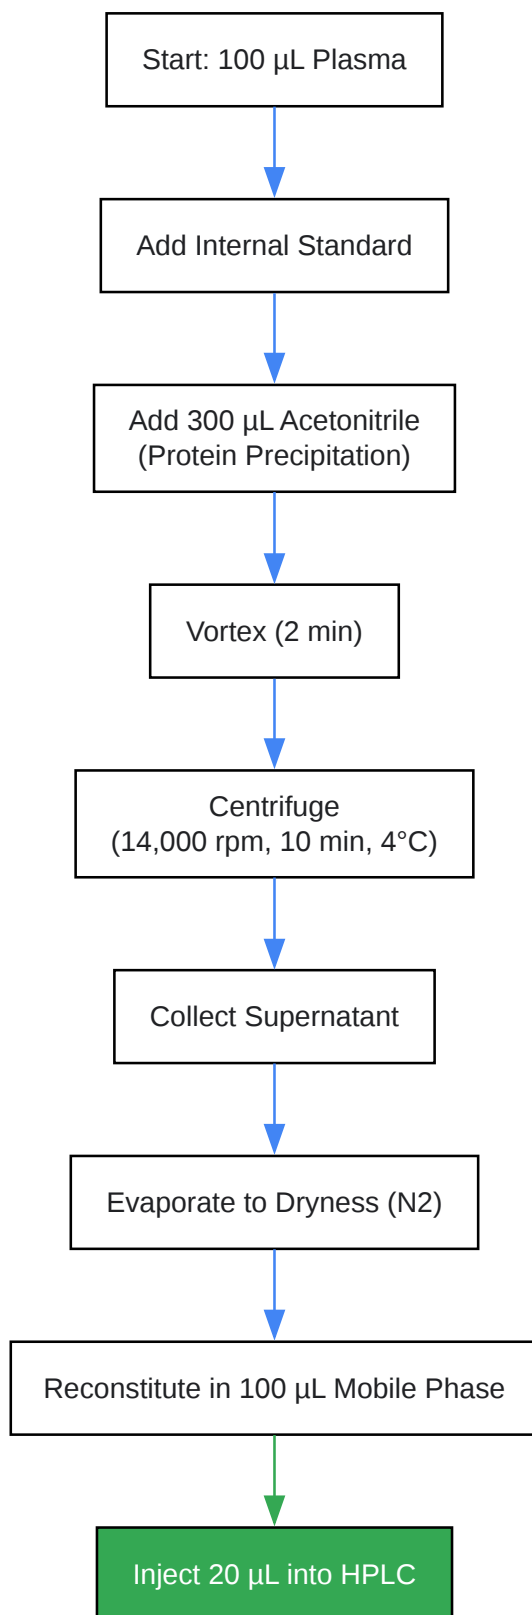 Start: 100 µL Plasma
Add Internal Standard
Add 300 µL Acetonitrile
(Protein Precipitation)
Vortex (2 min)
Centrifuge
(14,000 rpm, 10 min, 4°C)
Collect Supernatant
Evaporate to Dryness (N2)
Reconstitute in 100 µL Mobile Phase
Inject 20 µL into HPLC